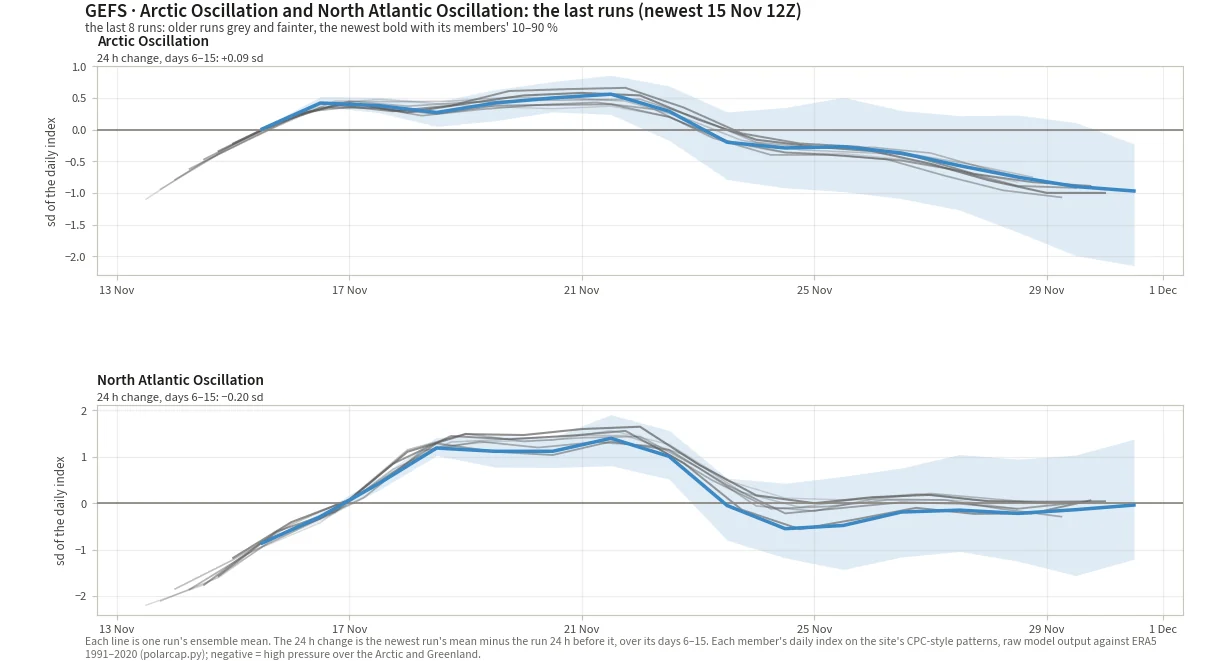 GEFS · Arctic Oscillation and North Atlantic Oscillation: the last runs (newest 15 Nov 12Z)
the last 8 runs: older runs grey and fainter, the newest bold with its members' 10–90 %
Arctic Oscillation
24 h change, days 6–15: +0.09 sd
sd of the daily index
1.0
0.5
0.0
−0.5
−1.0
−1.5
−2.0
13 Nov 17 Nov 21 Nov 25 Nov 29 Nov 1 Dec
North Atlantic Oscillation
24 h change, days 6–15: −0.20 sd
sd of the daily index
2
1
0
−1
−2
13 Nov 17 Nov 21 Nov 25 Nov 29 Nov 1 Dec
Each line is one run's ensemble mean. The 24 h change is the newest run's mean minus the run 24 h before it, over its days 6–15. Each member's daily index on the site's CPC-style patterns, raw model output against ERA5
1991–2020 (polarcap.py); negative = high pressure over the Arctic and Greenland.